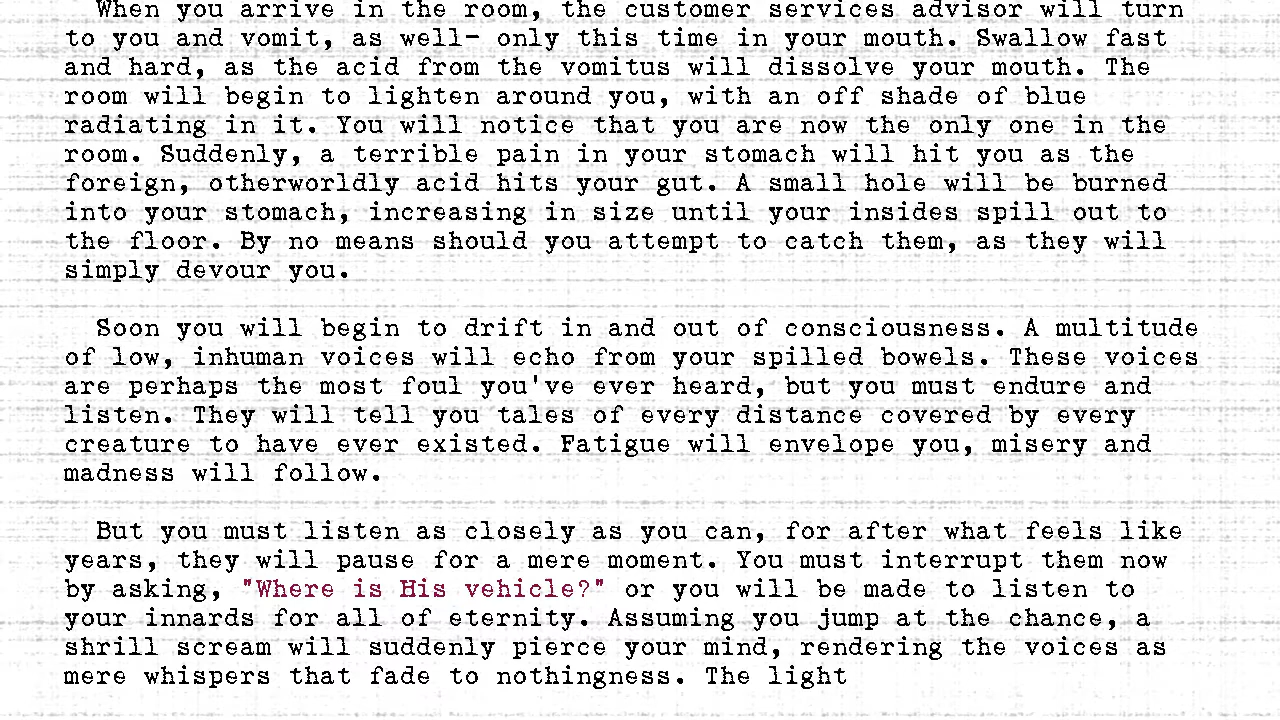 When you arrive in the room, the customer services advisor will turn
to you and vomit, as well- only this time in your mouth. Swallow fast
and hard, as the acid from the vomitus will dissolve your mouth. The
room will begin to lighten around you, with an off shade of blue
radiating in it. You will notice that you are now the only one in the
room. Suddenly, a terrible pain in your stomach will hit you as the
foreign, otherworldly acid hits your gut. A small hole will be burned
into your stomach, increasing in size until your insides spill out to
the floor. By no means should you attempt to catch them, as they will
simply devour you.
Soon you will begin to drift in and out of consciousness. A multitude
of low, inhuman voices will echo from your spilled bowels. These voices
are perhaps the most foul you've ever heard, but you must endure and
listen. They will tell you tales of every distance covered by every
creature to have ever existed. Fatigue will envelope you, misery and
madness will follow.
But you must listen as closely as you can, for after what feels like
years, they will pause for a mere moment. You must interrupt them now
by asking, "Where is His vehicle?" or you will be made to listen to
your innards for all of eternity. Assuming you jump at the chance, a
shrill scream will suddenly pierce your mind, rendering the voices as
mere whispers that fade to nothingness. The light